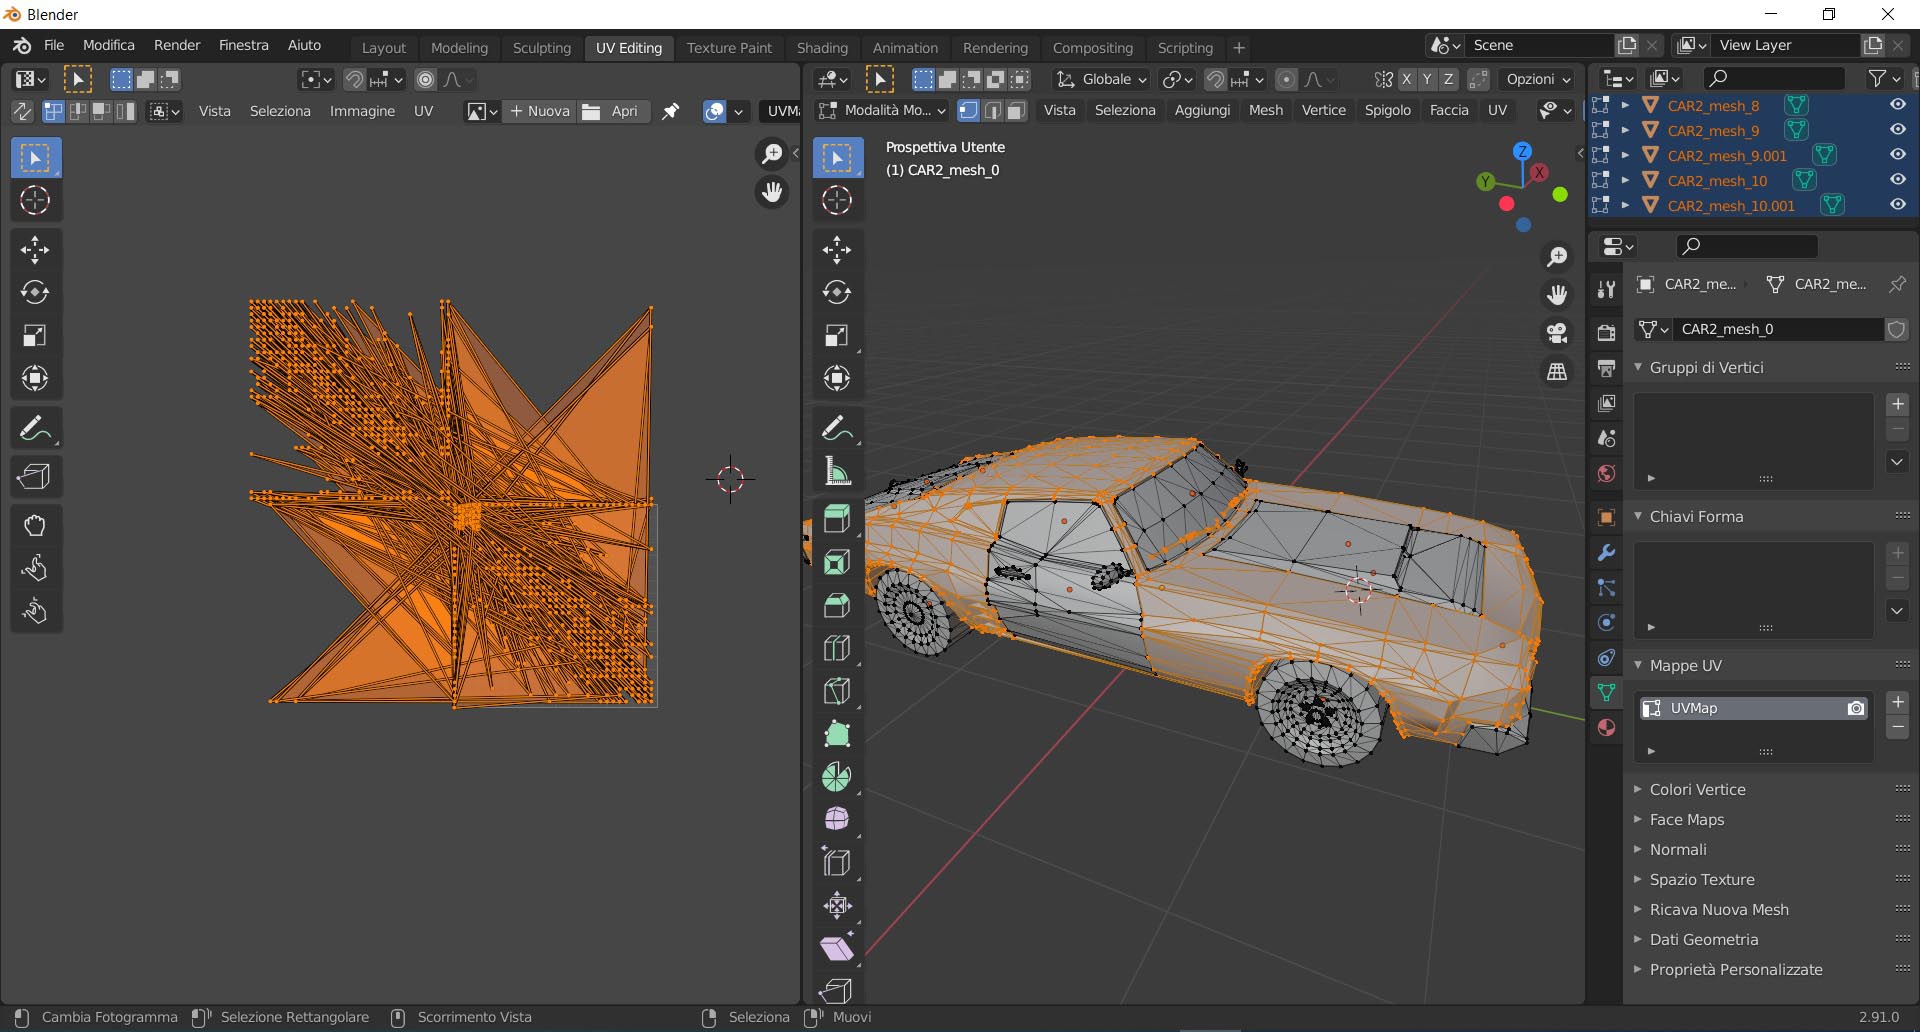 Blender
File Modifica Render Finestra Aiuto Layout Modeling Sculpting UV Editing Texture Paint Shading Animation Rendering Compositing Scripting + Scene View Layer
Globale X Y Z Opzioni
Vista Seleziona Immagine UV + Nuova Apri UVMa
Modalità Mo... Vista Seleziona Aggiungi Mesh Vertice Spigolo Faccia UV
Prospettiva Utente
(1) CAR2_mesh_0
Z
X
Y
CAR2_mesh_8
CAR2_mesh_9
CAR2_mesh_9.001
CAR2_mesh_10
CAR2_mesh_10.001
CAR2_me... CAR2_me...
CAR2_mesh_0
Gruppi di Vertici
Chiavi Forma
Mappe UV
UVMap
Colori Vertice
Face Maps
Normali
Spazio Texture
Ricava Nuova Mesh
Dati Geometria
Proprietà Personalizzate
Cambia Fotogramma Selezione Rettangolare Scorrimento Vista Seleziona Muovi 2.91.0